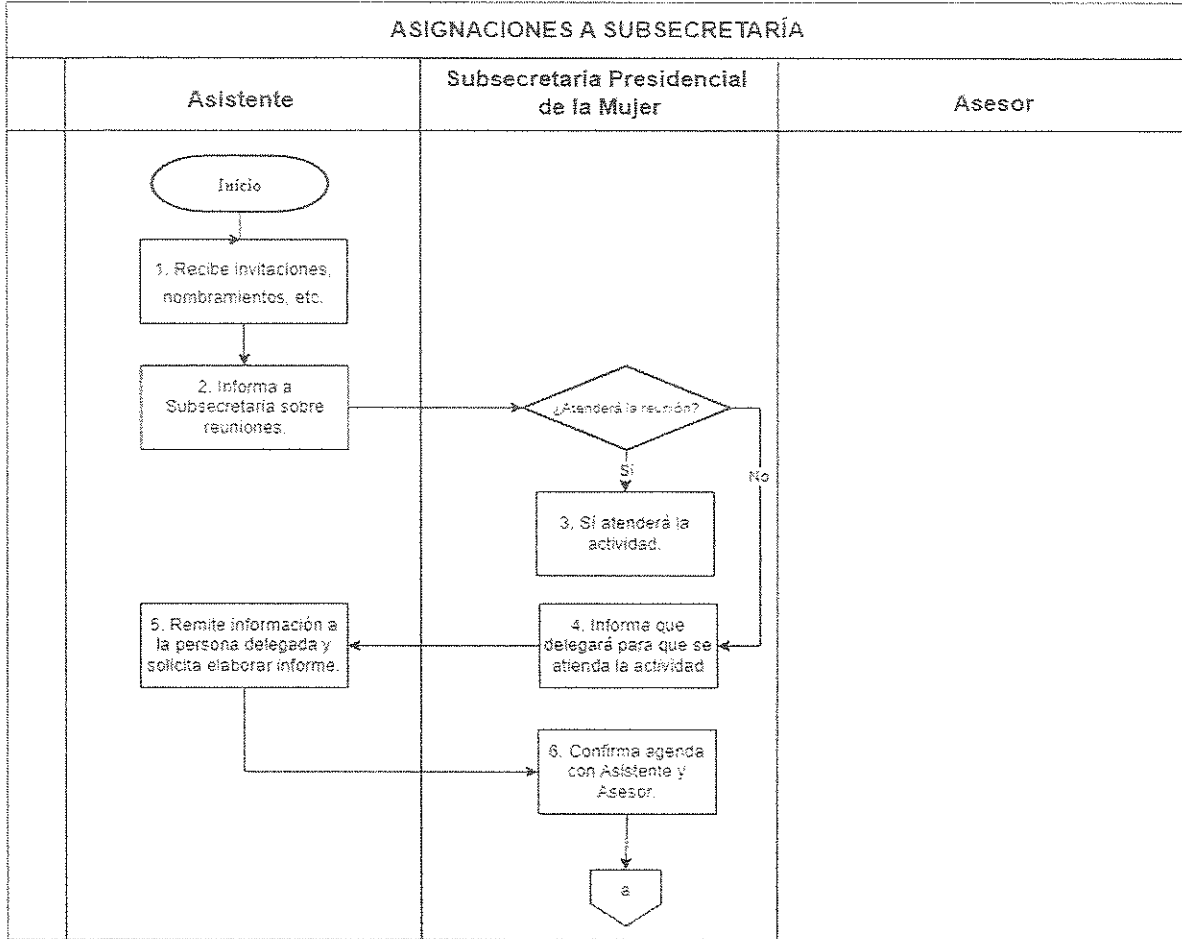 ASIGNACIONES A SUBSECRETARÍA
Asistente
Subsecretaria Presidencial
de la Mujer
Asesor
Inicio
1. Recibe invitaciones,
nombramientos, etc.
2. Informa a
Subsecretaria sobre
reuniones.
¿Atenderá la reunión?
Sí
No
3. Sí atenderá la
actividad.
5. Remite información a
la persona delegada y
solicita elaborar informe.
4. Informa que
delegará para que se
atienda la actividad
6. Confirma agenda
con Asistente y
Asesor.
a